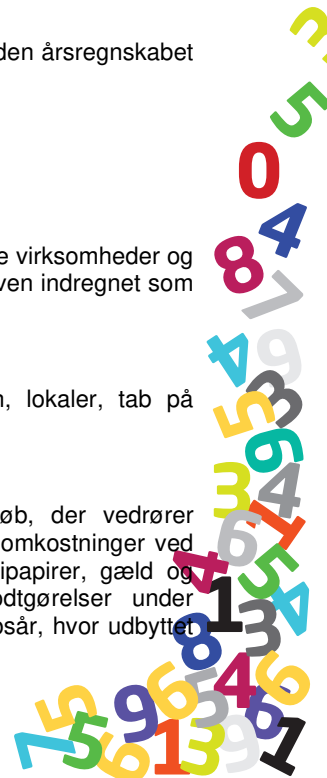 den årsregnskabet
e virksomheder og
ven indregnet som
lokaler, tab på
øb, der vedrører
omkostninger ved
ipapirer, gæld og
odtgørelser under
osår, hvor udbyttet